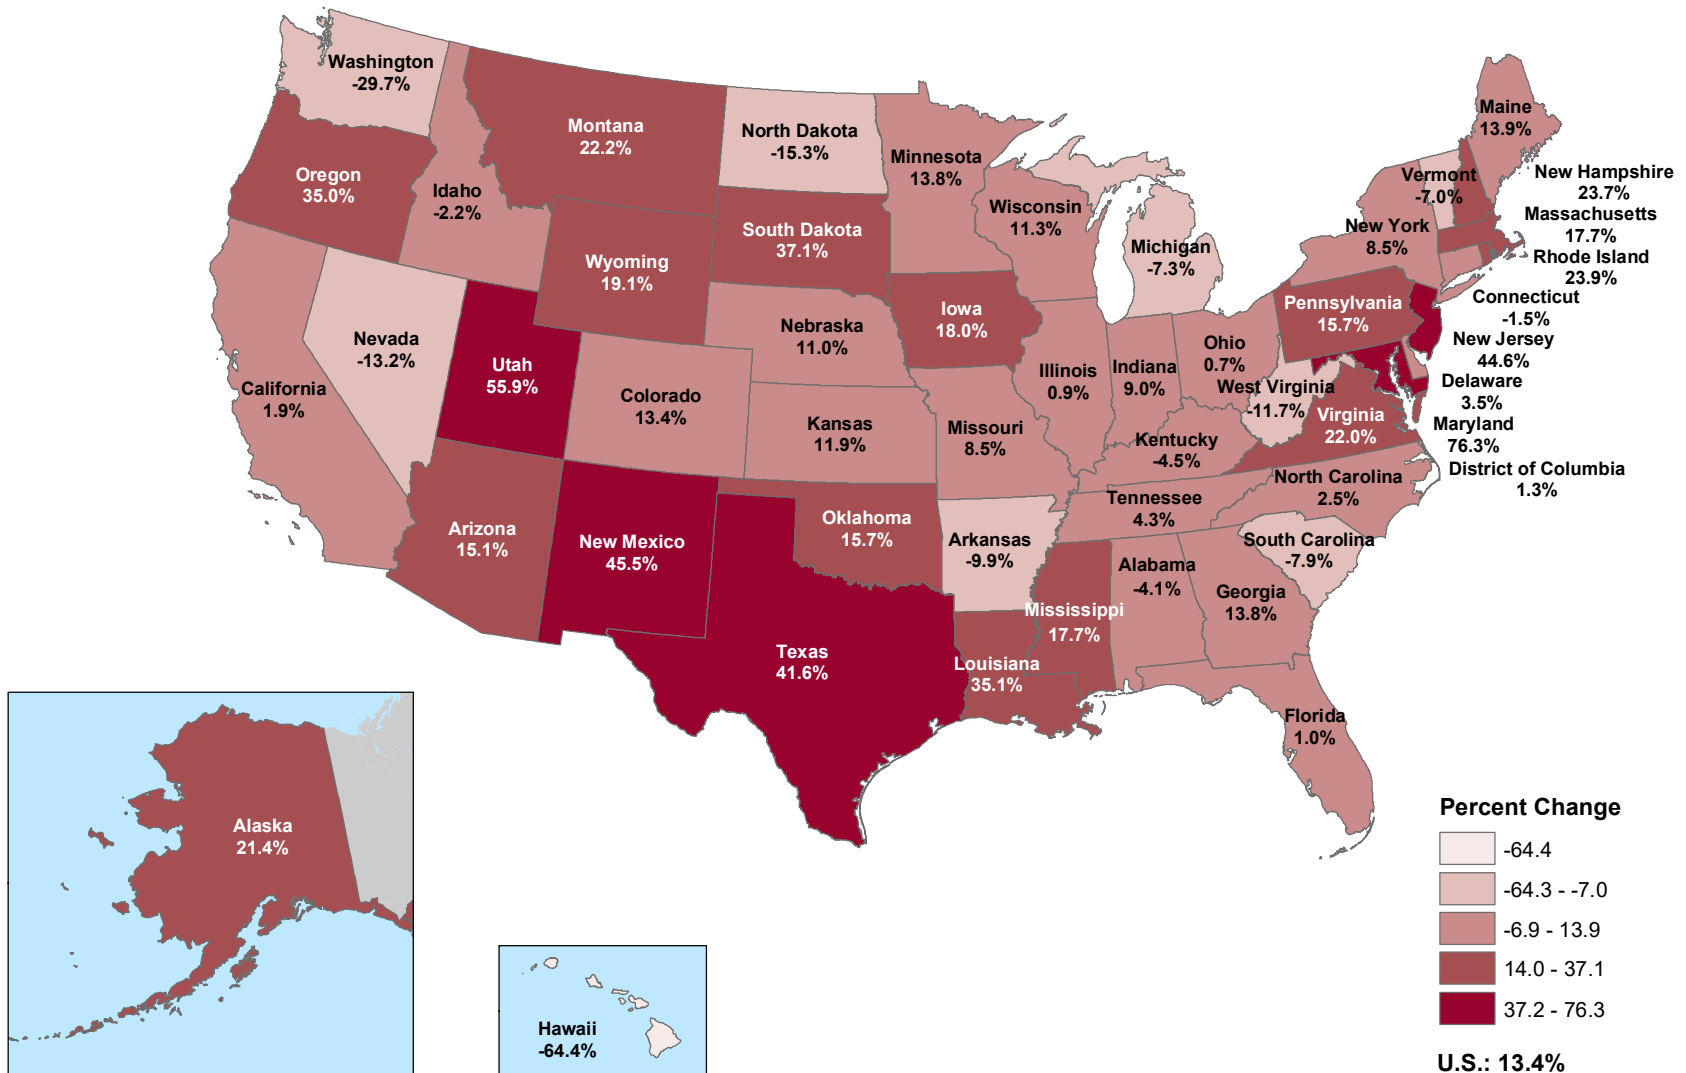 Washington
-29.7%
Oregon
35.0%
Idaho
-2.2%
Montana
22.2%
North Dakota
-15.3%
Minnesota
13.8%
Wisconsin
11.3%
Michigan
-7.3%
South Dakota
37.1%
Wyoming
19.1%
Nevada
-13.2%
California
1.9%
Utah
55.9%
Colorado
13.4%
Nebraska
11.0%
Kansas
11.9%
Iowa
18.0%
Missouri
8.5%
Illinois
0.9%
Indiana
9.0%
Ohio
0.7%
West Virginia
-11.7%
Kentucky
-4.5%
Tennessee
4.3%
Virginia
22.0%
North Carolina
2.5%
South Carolina
-7.9%
Georgia
13.8%
Alabama
-4.1%
Mississippi
17.7%
Louisiana
35.1%
Arkansas
-9.9%
Oklahoma
15.7%
Texas
41.6%
New Mexico
45.5%
Arizona
15.1%
Florida
1.0%
Pennsylvania
15.7%
New York
8.5%
Vermont
-7.0%
Maine
13.9%
New Hampshire
23.7%
Massachusetts
17.7%
Rhode Island
23.9%
Connecticut
-1.5%
New Jersey
44.6%
Delaware
3.5%
Maryland
76.3%
District of Columbia
1.3%
Alaska
21.4%
Hawaii
-64.4%
Percent Change
-64.4
-64.3 - -7.0
-6.9 - 13.9
14.0 - 37.1
37.2 - 76.3
U.S.: 13.4%